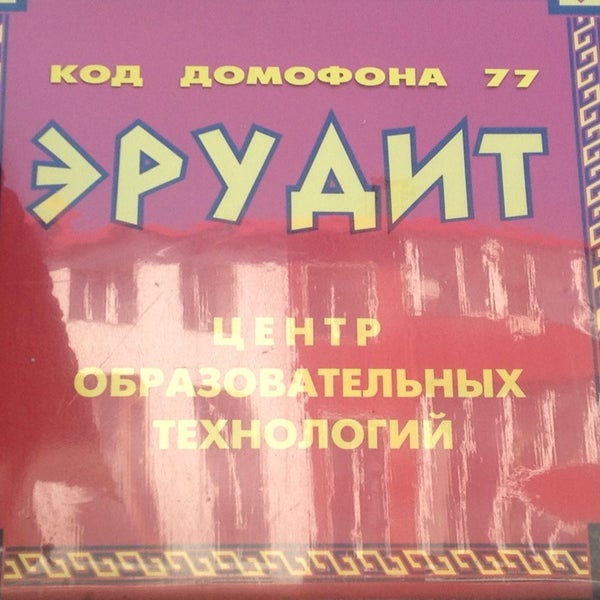 КОД ДОМОФОНА 77
ЭРУДИТ
ЦЕНТР
ОБРАЗОВАТЕЛЬНЫХ
ТЕХНОЛОГИЙ